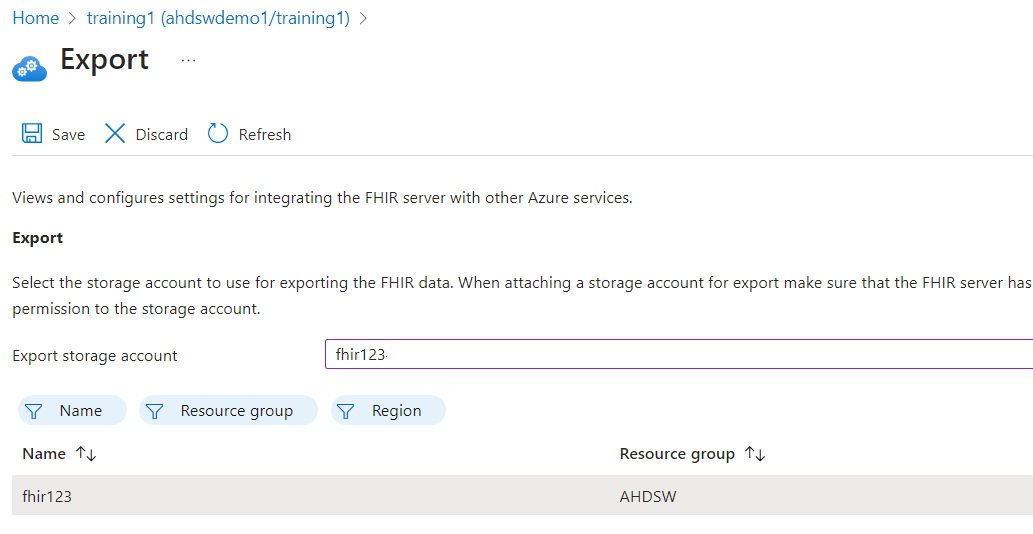 Home > training1 (ahdswdemo1/training1) >
Export ...
Save Discard Refresh
Views and configures settings for integrating the FHIR server with other Azure services.
Export
Select the storage account to use for exporting the FHIR data. When attaching a storage account for export make sure that the FHIR server has
permission to the storage account.
Export storage account fhir123
Name Resource group Region
Name ↑↓ Resource group ↑↓
fhir123 AHDSW